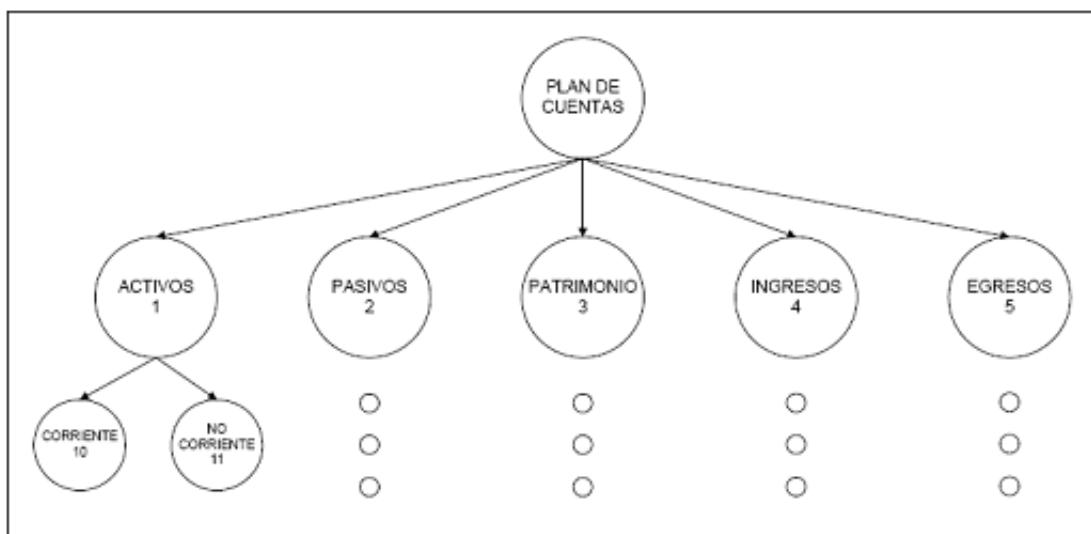 PLAN DE
CUENTAS
ACTIVOS
1
PASIVOS
2
PATRIMONIO
3
INGRESOS
4
EGRESOS
5
CORRIENTE
10
NO
CORRIENTE
11